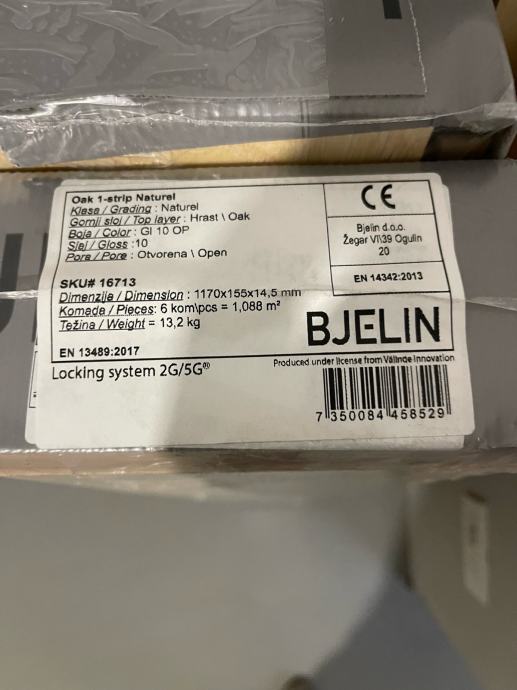 Oak 1-strip Naturel
Klasa / Grading : Naturel
Gornji sloj / Top layer : Hrast \ Oak
Boja / Color : GI 10 OP
Sjaj / Gloss :10
Pora / Pore : Otvorena \ Open
SKU# 16713
Dimenzija / Dimension : 1170x155x14,5 mm
Komada / Pieces: 6 kom\pcs = 1,088 m²
Težina / Weight = 13,2 kg
EN 13489:2017
CE
Bjelin d.o.o.
Žegar VI\39 Ogulin
20
EN 14342:2013
BJELIN
Produced under license from Välinde Innovation
Locking system 2G/5G®
7 350084 458529